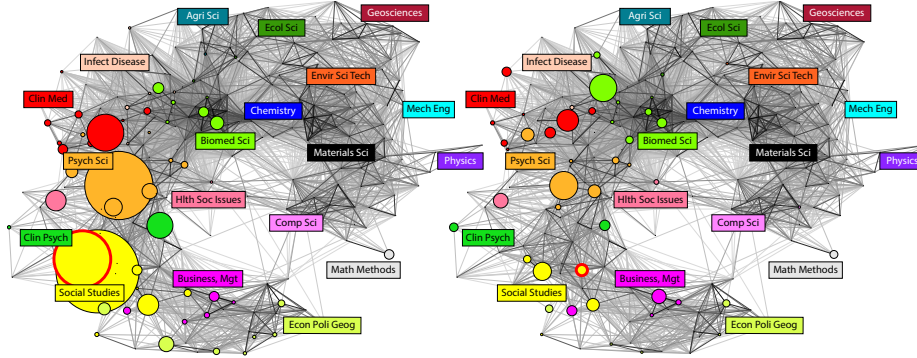 Agri Sci
Geosciences
Ecol Sci
Infect Disease
Envir Sci Tech
Clin Med
Chemistry
Mech Eng
Biomed Sci
Psych Sci
Materials Sci
Physics
Hlth Soc Issues
Comp Sci
Clin Psych
Math Methods
Business, Mgt
Social Studies
Econ Poli Geog
Agri Sci
Geosciences
Ecol Sci
Infect Disease
Envir Sci Tech
Clin Med
Chemistry
Mech Eng
Biomed Sci
Psych Sci
Materials Sci
Physics
Hlth Soc Issues
Comp Sci
Clin Psych
Math Methods
Business, Mgt
Social Studies
Econ Poli Geog